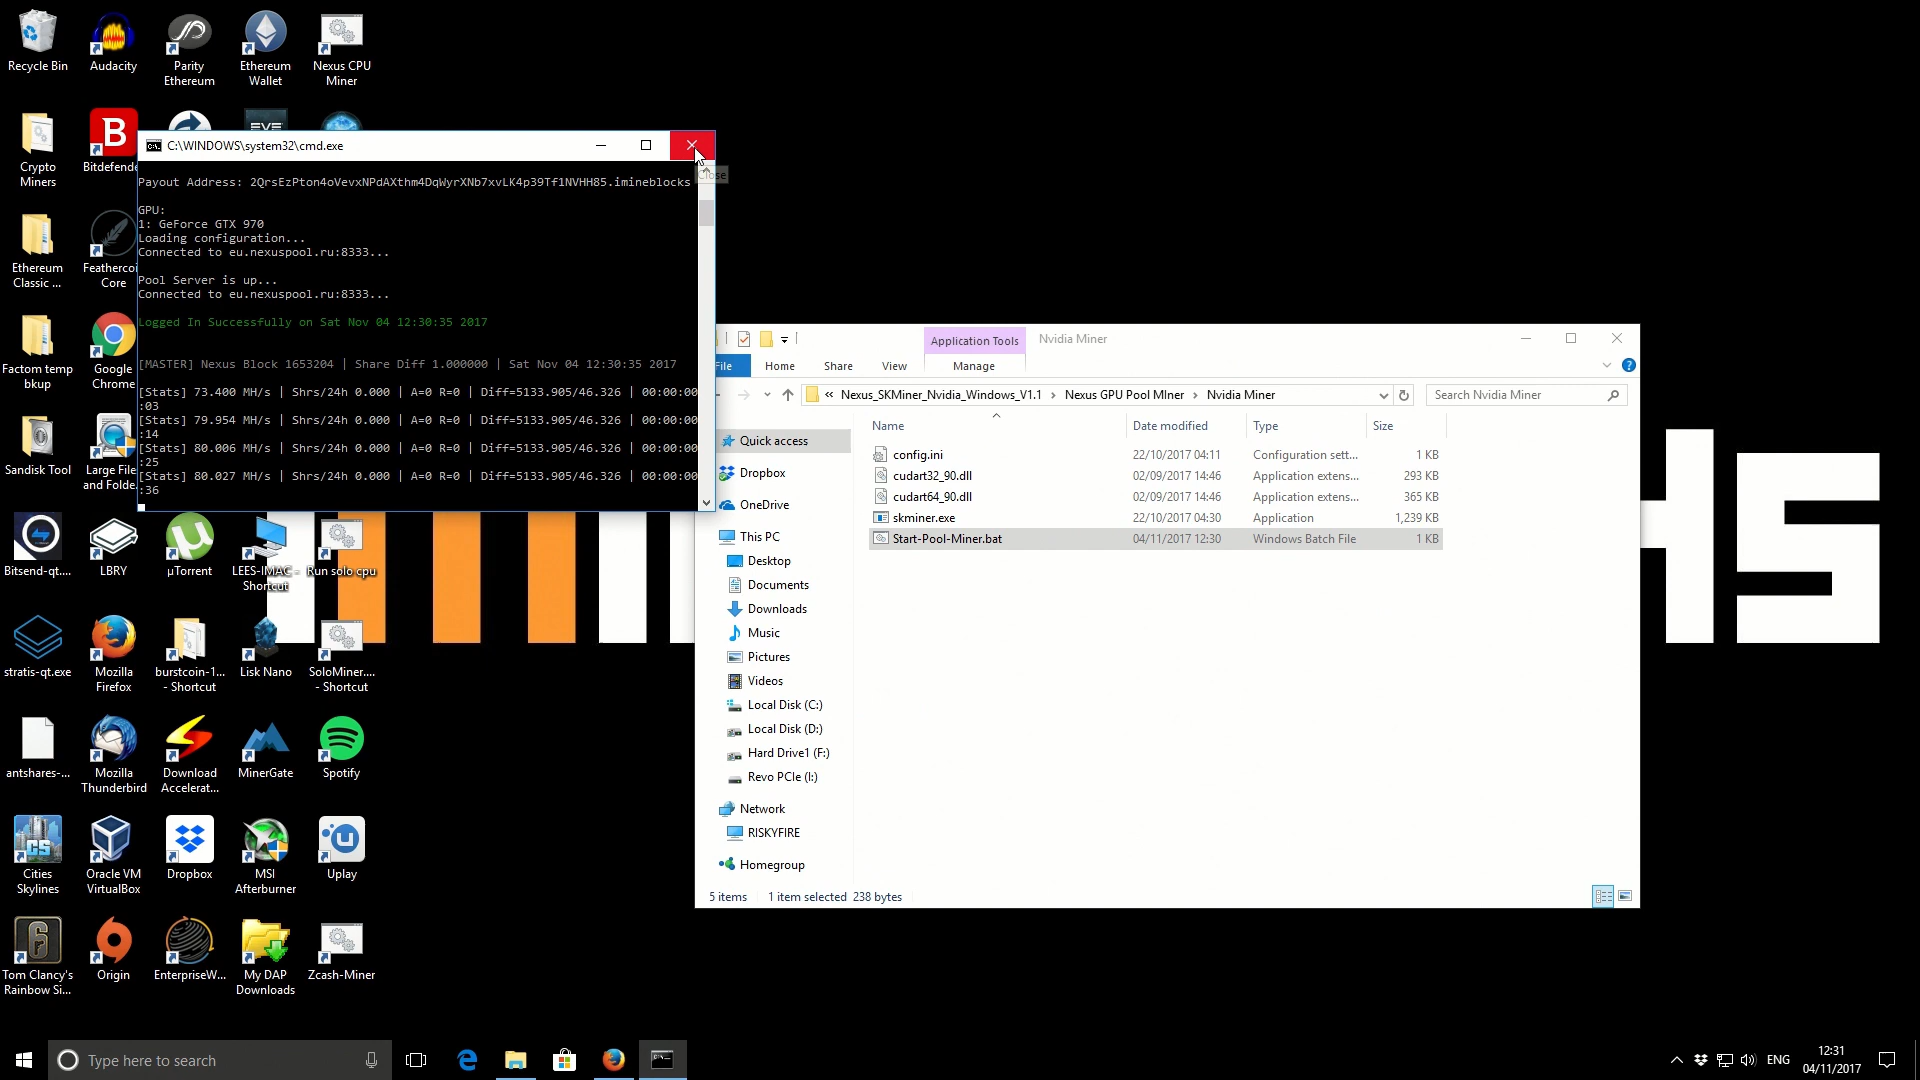 Recycle Bin
Audacity
Parity
Ethereum
Ethereum
Wallet
Nexus CPU
Miner
Crypto
Miners
Bitdefende
Ethereum
Classic ...
Feathercoi
Core
Factom temp
bkup
Google
Chrome
Sandisk Tool
Large File
and Folde.
Bitsend-qt....
LBRY
µTorrent
LEES-IMAC -
Shortcut
Run solo cpu
stratis-qt.exe
Mozilla
Firefox
burstcoin-1...
- Shortcut
Lisk Nano
SoloMiner....
- Shortcut
antshares-...
Mozilla
Thunderbird
Download
Accelerat...
MinerGate
Spotify
Cities
Skylines
Oracle VM
VirtualBox
Dropbox
MSI
Afterburner
Uplay
Tom Clancy's
Rainbow Si...
Origin
EnterpriseW...
My DAP
Downloads
Zcash-Miner
C:\WINDOWS\system32\cmd.exe
Close
Payout Address: 2QrsEzPton4oVevxNPdAXthm4DqWyrXNb7xvLK4p39Tf1NVHH85.imineblocks
GPU:
1: GeForce GTX 970
Loading configuration...
Connected to eu.nexuspool.ru:8333...
Pool Server is up...
Connected to eu.nexuspool.ru:8333...
Logged In Successfully on Sat Nov 04 12:30:35 2017
[MASTER] Nexus Block 1653204 | Share Diff 1.000000 | Sat Nov 04 12:30:35 2017
[Stats] 73.400 MH/s | Shrs/24h 0.000 | A=0 R=0 | Diff=5133.905/46.326 | 00:00:00
:03
[Stats] 79.954 MH/s | Shrs/24h 0.000 | A=0 R=0 | Diff=5133.905/46.326 | 00:00:00
:14
[Stats] 80.006 MH/s | Shrs/24h 0.000 | A=0 R=0 | Diff=5133.905/46.326 | 00:00:00
:25
[Stats] 80.027 MH/s | Shrs/24h 0.000 | A=0 R=0 | Diff=5133.905/46.326 | 00:00:00
:36
Application Tools
Nvidia Miner
File
Home
Share
View
Manage
« Nexus_SKMiner_Nvidia_Windows_V1.1 > Nexus GPU Pool MIner > Nvidia Miner
Search Nvidia Miner
Name Date modified Type Size
config.ini 22/10/2017 04:11 Configuration sett... 1 KB
cudart32_90.dll 02/09/2017 14:46 Application extens... 293 KB
cudart64_90.dll 02/09/2017 14:46 Application extens... 365 KB
skminer.exe 22/10/2017 04:30 Application 1,239 KB
Start-Pool-Miner.bat 04/11/2017 12:30 Windows Batch File 1 KB
Quick access
Dropbox
OneDrive
This PC
Desktop
Documents
Downloads
Music
Pictures
Videos
Local Disk (C:)
Local Disk (D:)
Hard Drive1 (F:)
Revo PCIe (I:)
Network
RISKYFIRE
Homegroup
5 items 1 item selected 238 bytes
Type here to search
ENG
12:31
04/11/2017